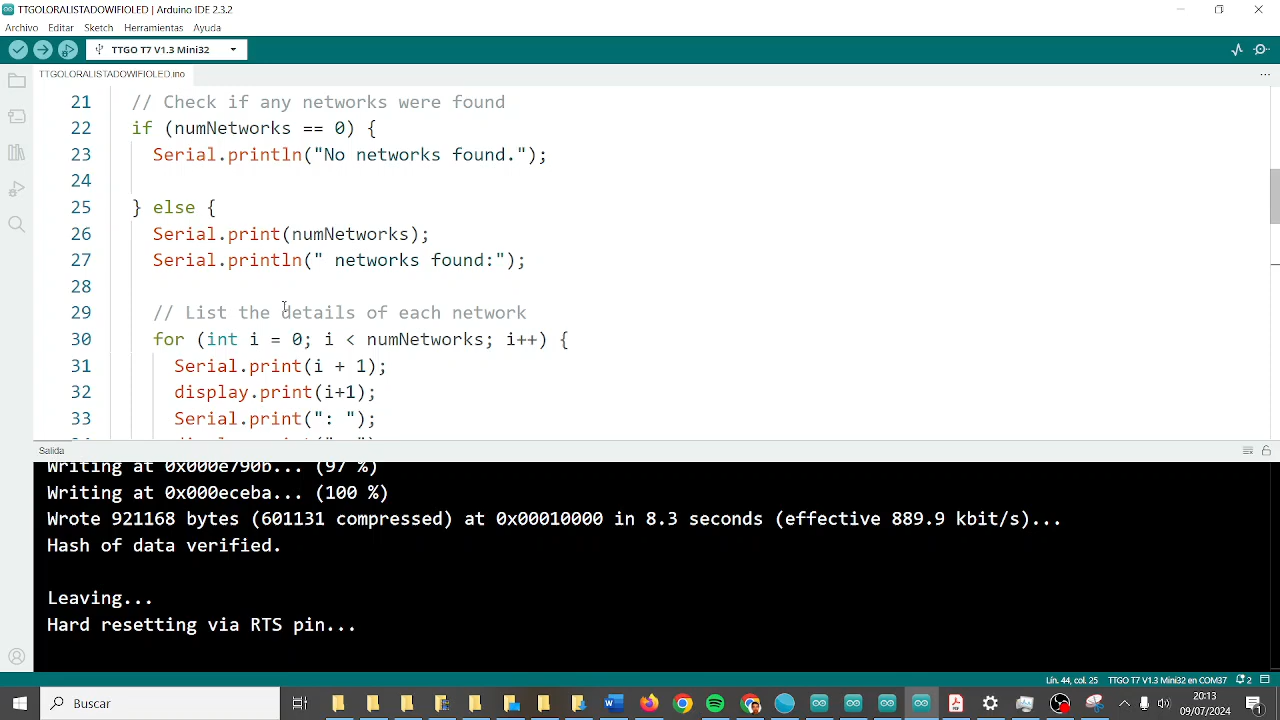 TTGOLORALISTADOWIFIOLED | Arduino IDE 2.3.2
Archivo Editar Sketch Herramientas Ayuda
TTGO T7 V1.3 Mini32
TTGOLORALISTADOWIFIOLED.ino
21 // Check if any networks were found
22 if (numNetworks == 0) {
23 Serial.println("No networks found.");
24
25 } else {
26 Serial.print(numNetworks);
27 Serial.println(" networks found:");
28
29 // List the details of each network
30 for (int i = 0; i < numNetworks; i++) {
31 Serial.print(i + 1);
32 display.print(i+1);
33 Serial.print(": ");
Salida
Writing at 0x000e790b... (97 %)
Writing at 0x000eceba... (100 %)
Wrote 921168 bytes (601131 compressed) at 0x00010000 in 8.3 seconds (effective 889.9 kbit/s)...
Hash of data verified.
Leaving...
Hard resetting via RTS pin...
Lín. 44, col. 25 TTGO T7 V1.3 Mini32 en COM37 2
Buscar
20:13
09/07/2024